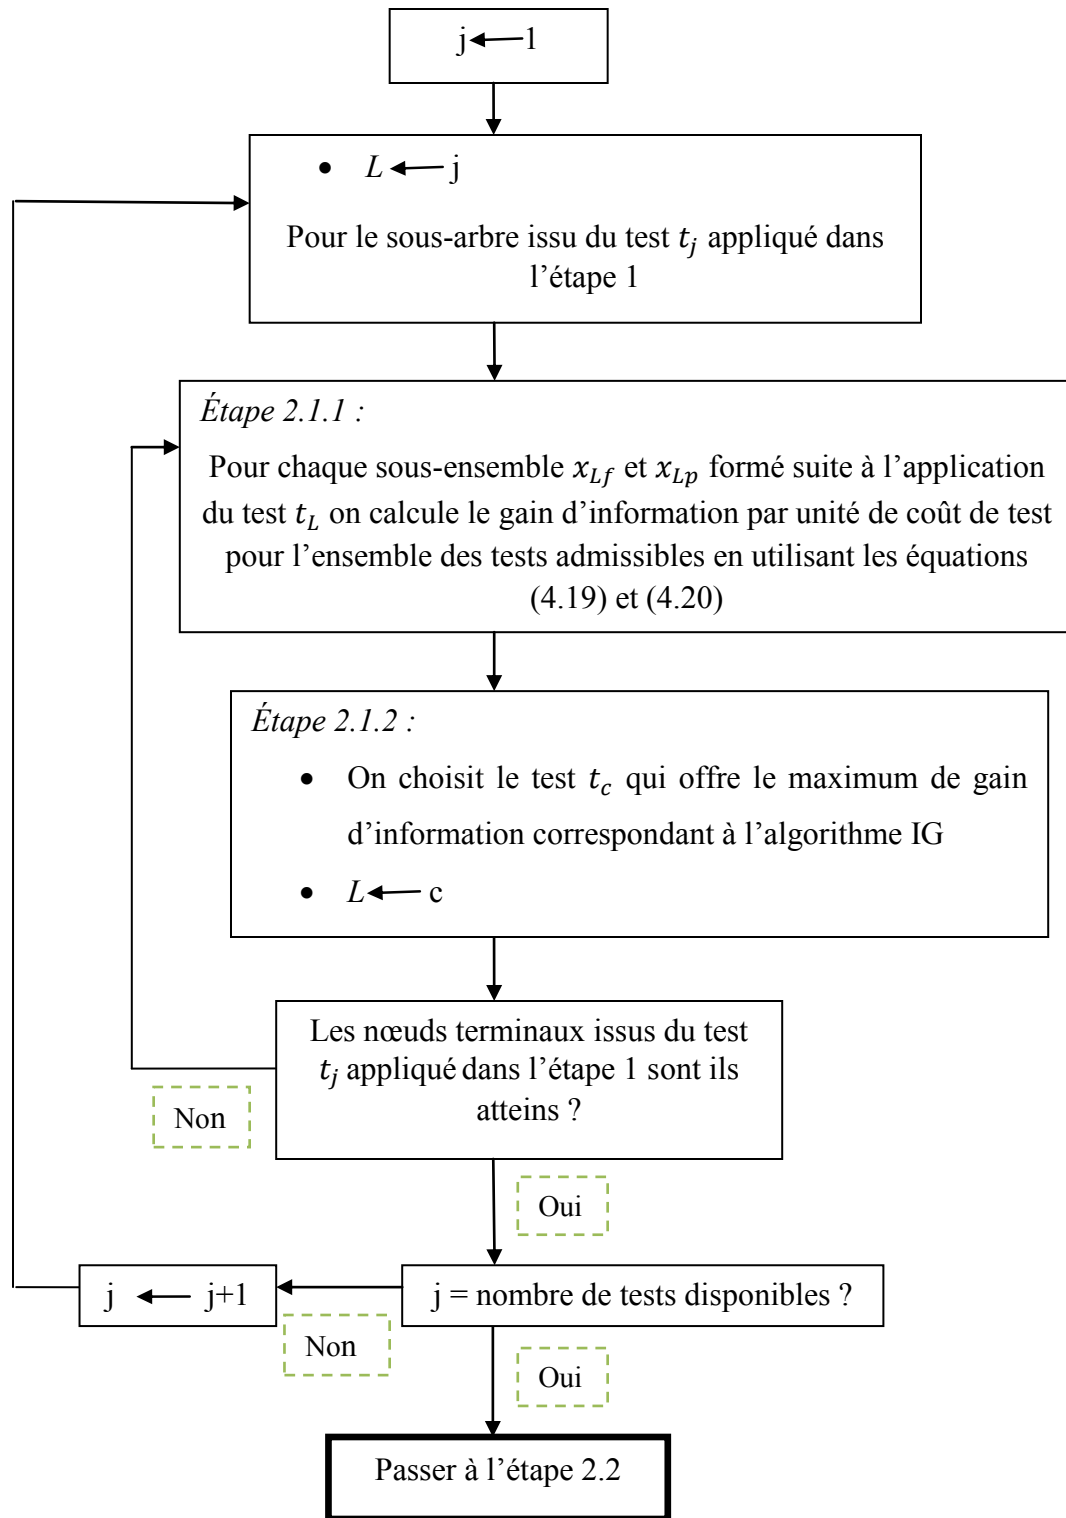 j ← 1
• L ← j
Pour le sous-arbre issu du test t_j appliqué dans
l’étape 1
Étape 2.1.1 :
Pour chaque sous-ensemble x_Lf et x_Lp formé suite à l’application
du test t_L on calcule le gain d’information par unité de coût de test
pour l’ensemble des tests admissibles en utilisant les équations
(4.19) et (4.20)
Étape 2.1.2 :
• On choisit le test t_c qui offre le maximum de gain
d’information correspondant à l’algorithme IG
• L ← c
Les nœuds terminaux issus du test
t_j appliqué dans l’étape 1 sont ils
atteins ?
Non
Oui
j ← j+1
j = nombre de tests disponibles ?
Non
Oui
Passer à l’étape 2.2